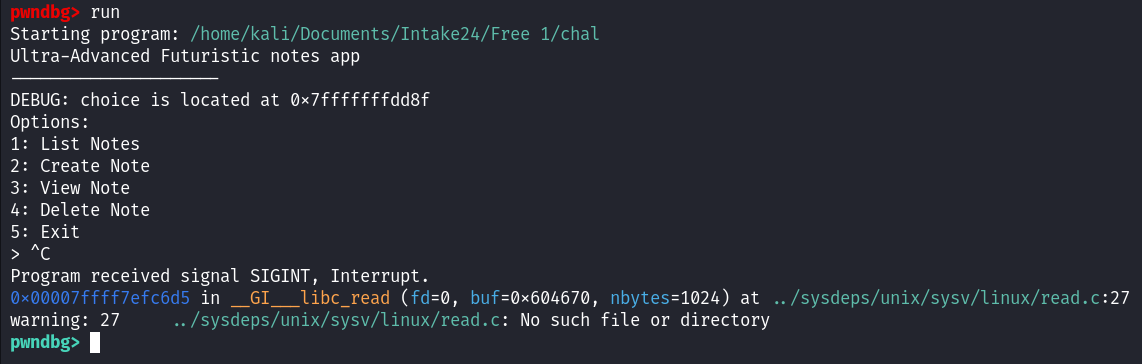 pwndbg> run
Starting program: /home/kali/Documents/Intake24/Free 1/chal
Ultra-Advanced Futuristic notes app
---------------------
DEBUG: choice is located at 0x7fffffffdd8f
Options:
1: List Notes
2: Create Note
3: View Note
4: Delete Note
5: Exit
> ^C
Program received signal SIGINT, Interrupt.
0x00007ffff7efc6d5 in __GI___libc_read (fd=0, buf=0x604670, nbytes=1024) at ../sysdeps/unix/sysv/linux/read.c:27
warning: 27     ../sysdeps/unix/sysv/linux/read.c: No such file or directory
pwndbg>